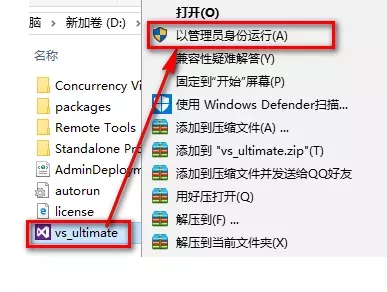 脑 › 新加卷 (D:) ›
Concurrency Vi
packages
Remote Tools
Standalone Pro
AdminDeploym
autorun
license
vs_ultimate
打开(O)
以管理员身份运行(A)
兼容性疑难解答(Y)
固定到"开始"屏幕(P)
使用 Windows Defender扫描...
添加到压缩文件(A) ...
添加到 "vs_ultimate.zip"(T)
添加到压缩文件并发送给QQ好友
用好压打开(Q)
解压到(F) ...
解压到当前文件夹(X)